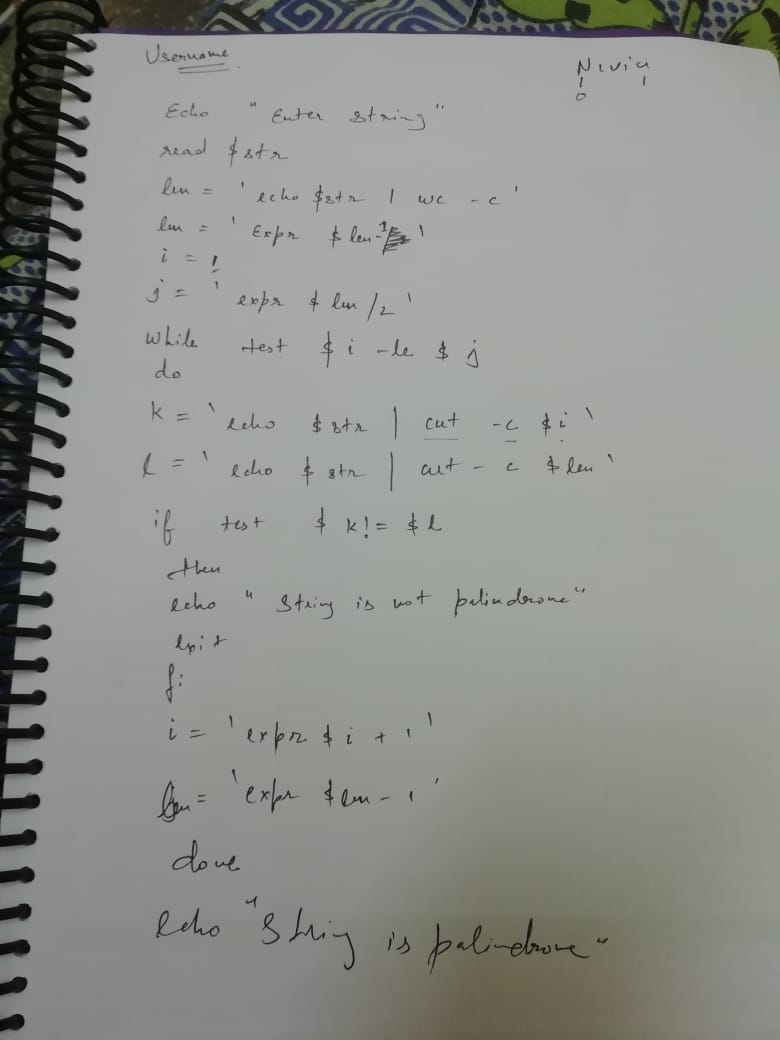 Username
Nivin
1 1
0
Echo "Enter string"
read $str
len = 'echo $str | wc -c'
len = 'Expr $ len-1'
i = 1
j = 'expr $ len /2'
while test $i -le $j
do
k = `echo $str | cut -c $i`
l = `echo $str | cut -c $len`
if test $k!= $l
then
echo "String is not palindrome"
exit
fi
i = 'expr $i + 1'
len = 'expr $len - 1'
done
echo "String is palindrome"